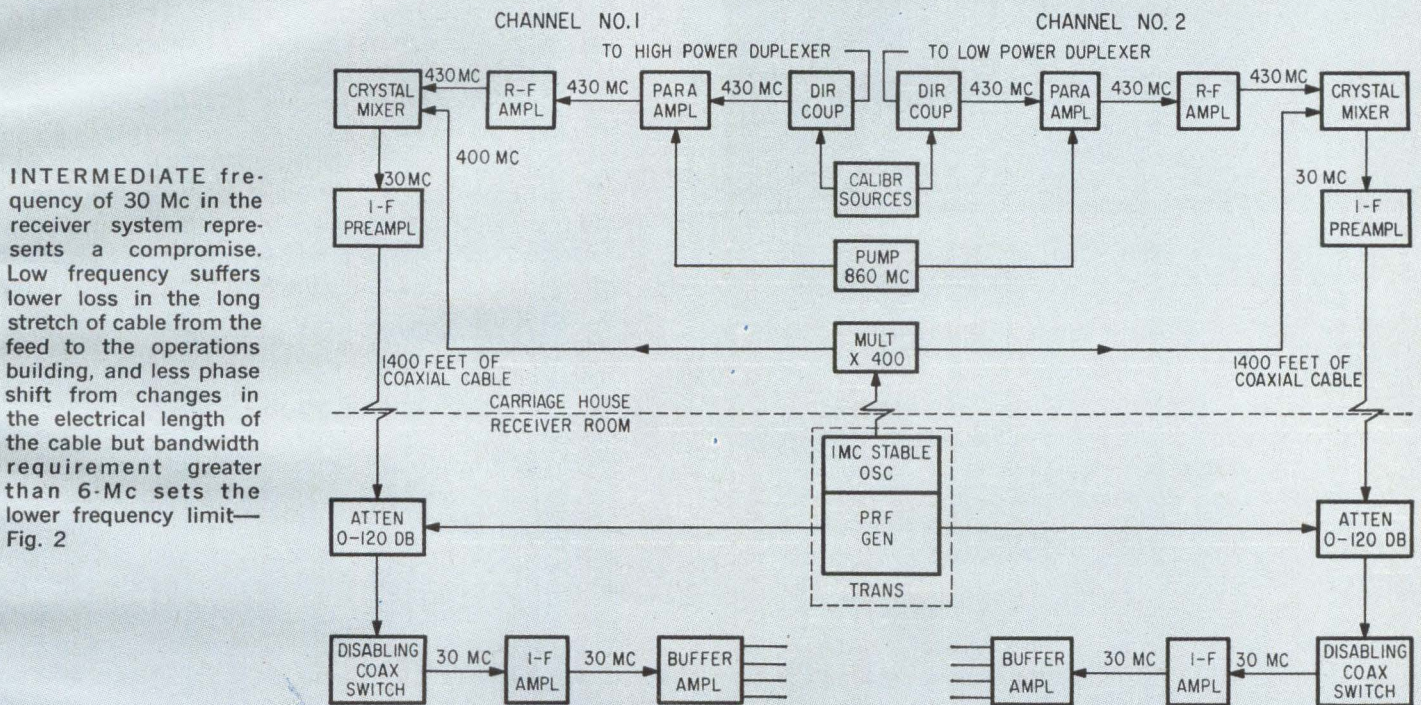 CHANNEL NO.1
CHANNEL NO. 2
TO HIGH POWER DUPLEXER
TO LOW POWER DUPLEXER
CRYSTAL
MIXER
430 MC
R-F
AMPL
430 MC
PARA
AMPL
430 MC
DIR
COUP
DIR
COUP
430 MC
PARA
AMPL
430 MC
R-F
AMPL
430 MC
CRYSTAL
MIXER
400 MC
30MC
I-F
PREAMPL
CALIBR
SOURCES
30 MC
I-F
PREAMPL
PUMP
860 MC
INTERMEDIATE fre-
quency of 30 Mc in the
receiver system repre-
sents a compromise.
Low frequency suffers
lower loss in the long
stretch of cable from the
feed to the operations
building, and less phase
shift from changes in
the electrical length of
the cable but bandwidth
requirement greater
than 6-Mc sets the
lower frequency limit—
Fig. 2
MULT
X 400
1400 FEET OF
COAXIAL CABLE
1400 FEET OF
COAXIAL CABLE
CARRIAGE HOUSE
RECEIVER ROOM
1MC STABLE
OSC
PRF
GEN
TRANS
ATTEN
0-120 DB
ATTEN
0-120 DB
DISABLING
COAX
SWITCH
30 MC
I-F
AMPL
30 MC
BUFFER
AMPL
BUFFER
AMPL
30 MC
I-F
AMPL
30 MC
DISABLING
COAX
SWITCH